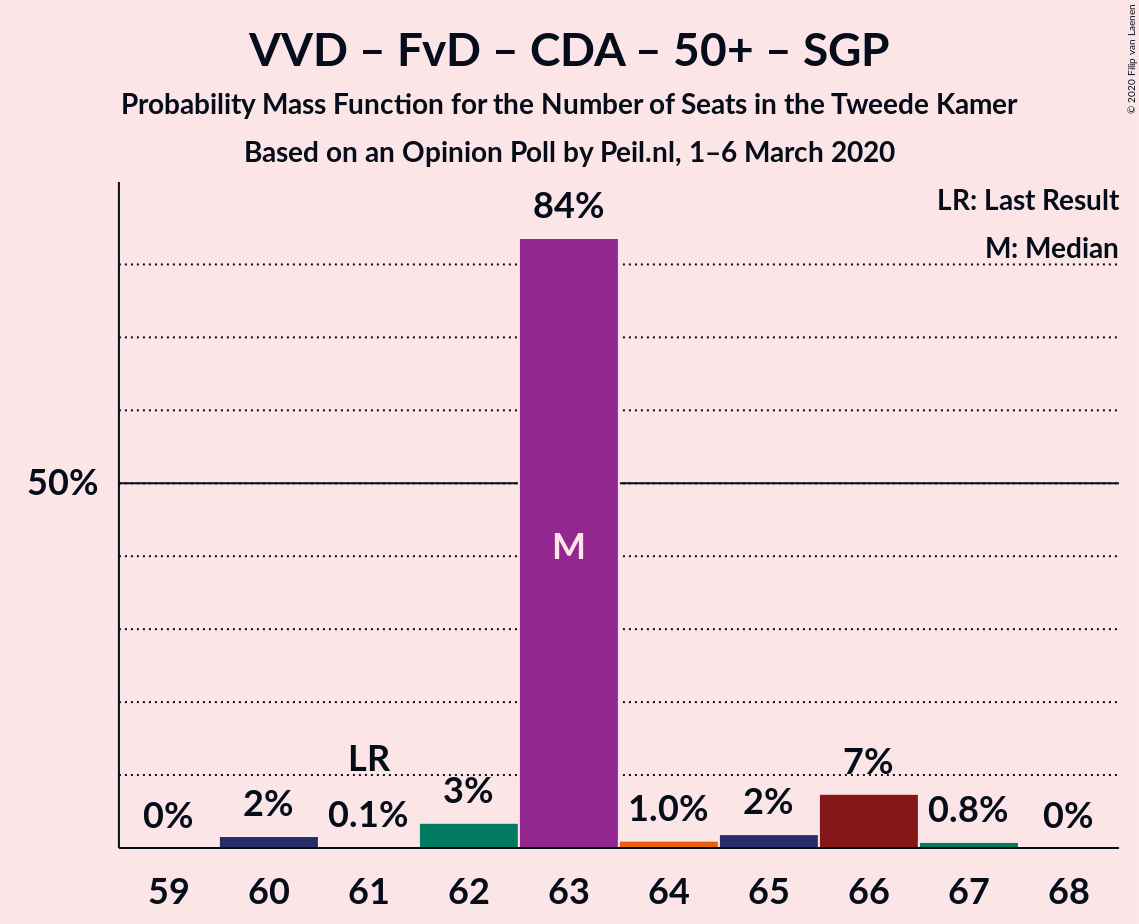 VVD – FvD – CDA – 50+ – SGP
Probability Mass Function for the Number of Seats in the Tweede Kamer
Based on an Opinion Poll by Peil.nl, 1–6 March 2020
© 2020 Filip van Laenen
LR: Last Result
M: Median
50%
0%
2%
LR
0.1%
3%
84%
M
1.0%
2%
7%
0.8%
0%
59 60 61 62 63 64 65 66 67 68